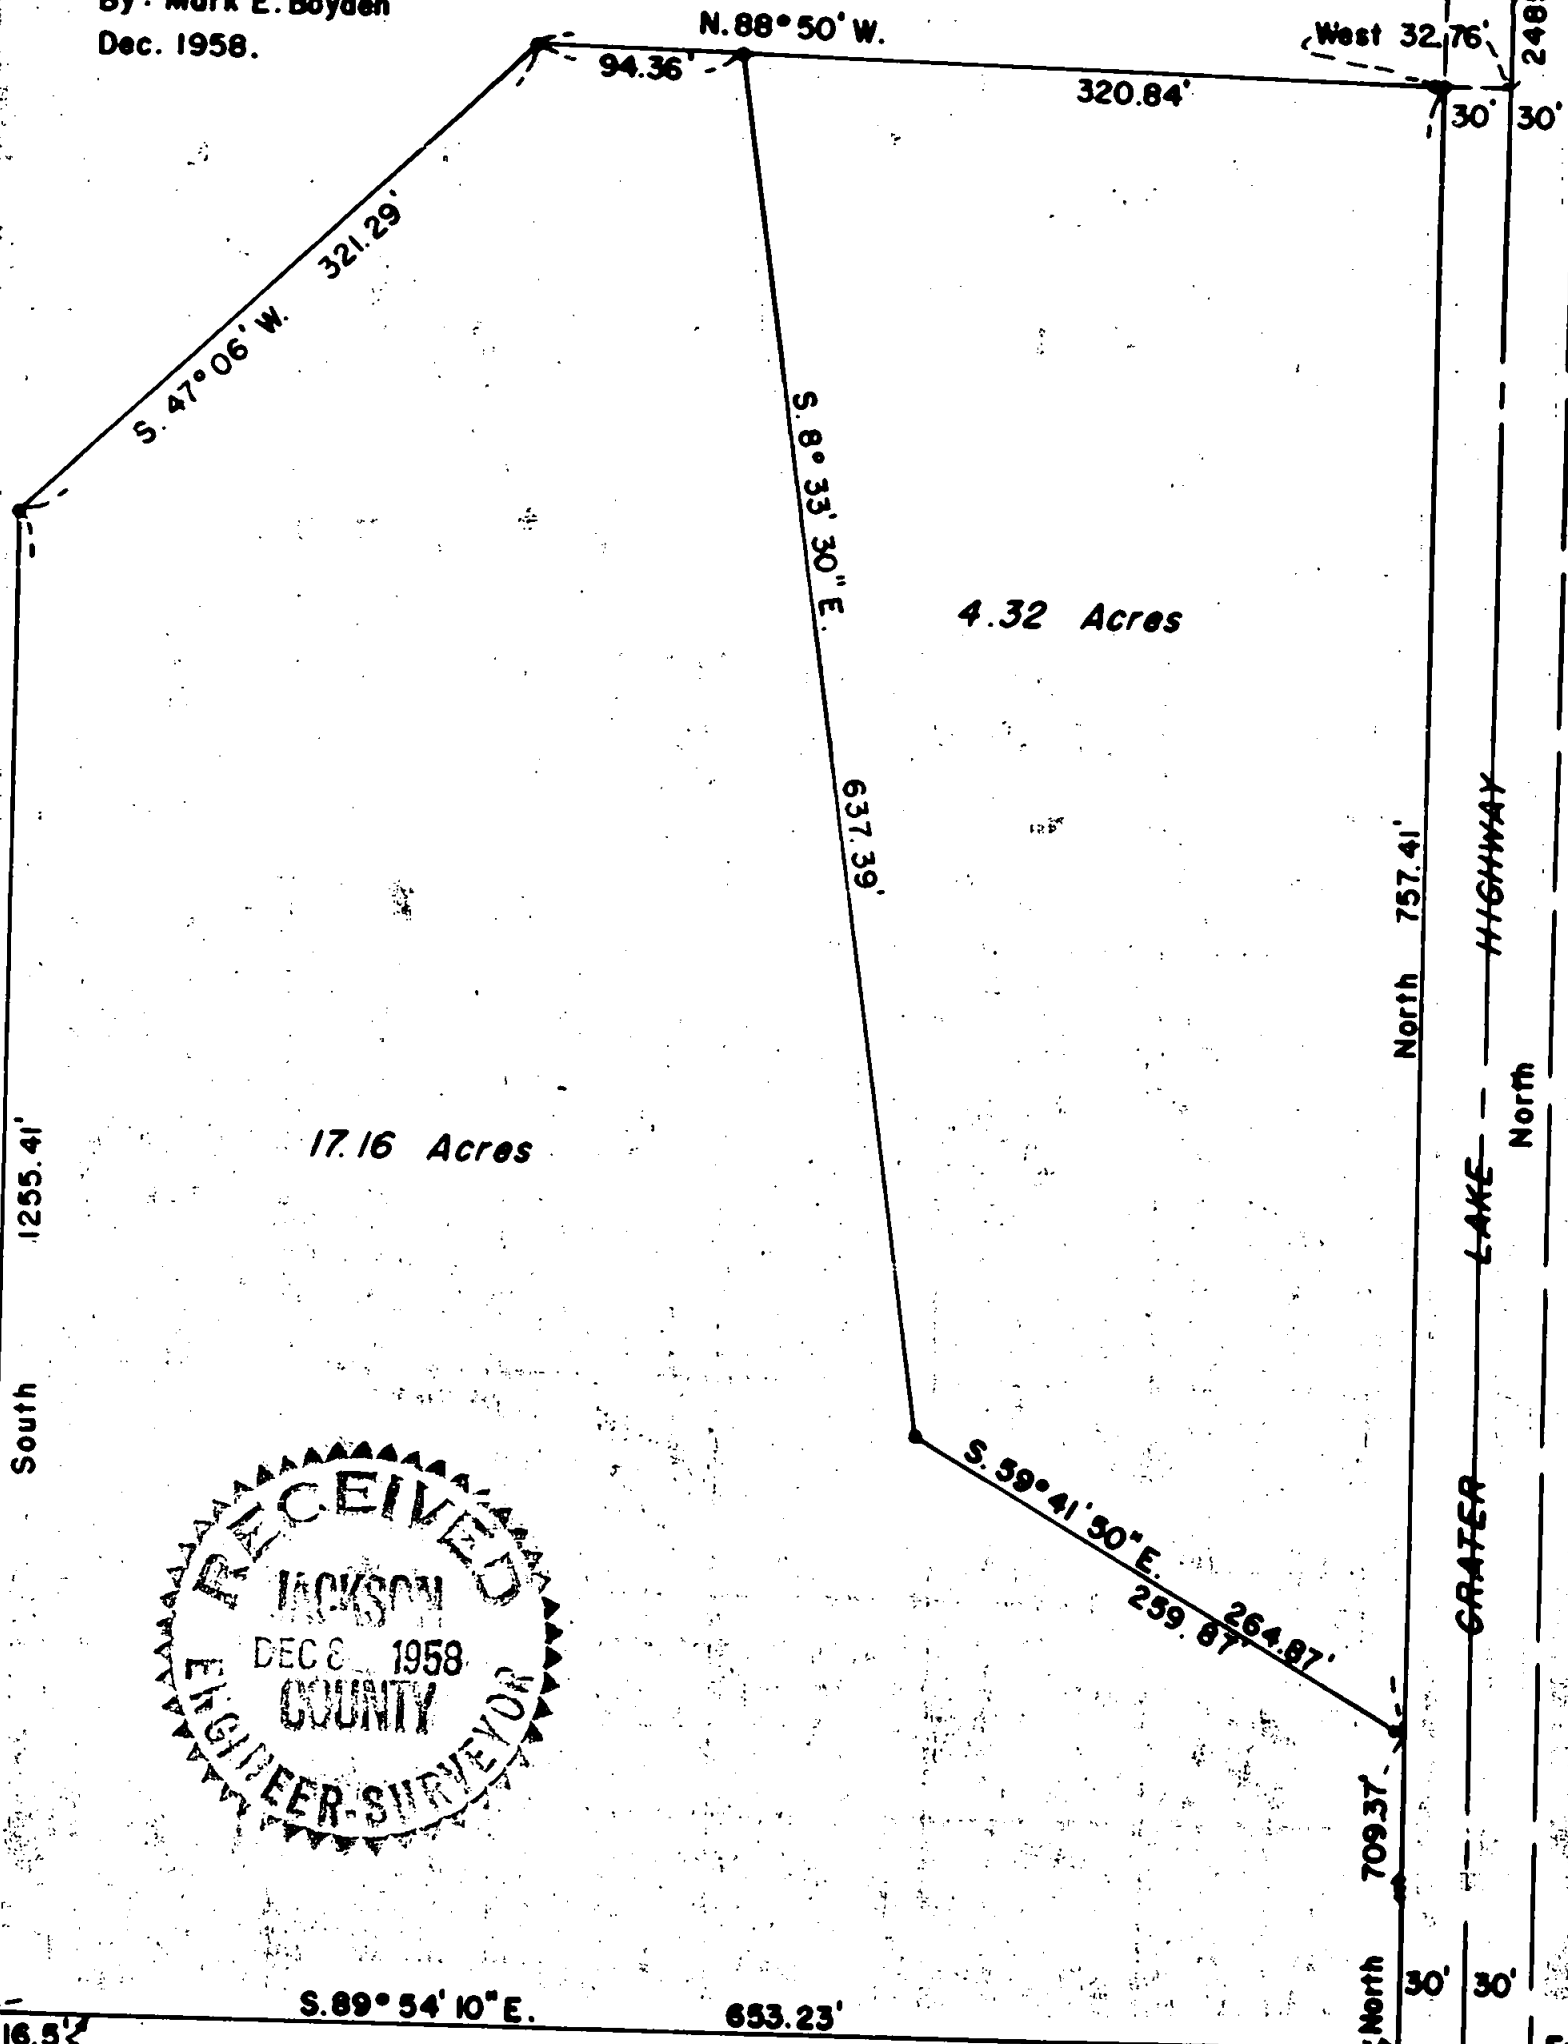 By: Mark E. Boyden
Dec. 1958.
N. 88° 50' W.
94.36'
320.84'
West 32.76'
30'
30'
248
321.29'
S. 47° 06' W.
S. 8° 33' 30" E.
637.39'
4.32 Acres
17.16 Acres
North 757.41'
HIGHWAY
LAKE
CRATER
North
1255.41'
South
S. 59° 41' 50" E.
264.87'
259.87'
RECEIVED
JACKSON
DEC 8 1958
COUNTY
ENGINEER-SURVEYOR
709.37'
North
30'
30'
S. 89° 54' 10" E.
653.23'
16.5'